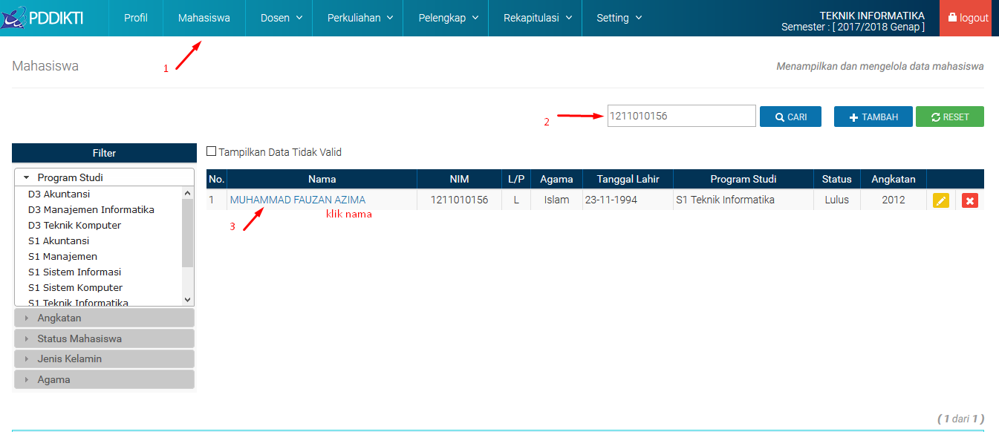 PDDIKTI Profil Mahasiswa Dosen Perkuliahan Pelengkap Rekapitulasi Setting TEKNIK INFORMATIKA
Semester : [ 2017/2018 Genap ]
logout
1
Mahasiswa
Menampilkan dan mengelola data mahasiswa
2
1211010156 CARI TAMBAH RESET
Filter
Tampilkan Data Tidak Valid
Program Studi
D3 Akuntansi
D3 Manajemen Informatika
D3 Teknik Komputer
S1 Akuntansi
S1 Manajemen
S1 Sistem Informasi
S1 Sistem Komputer
S1 Teknik Informatika
Angkatan
Status Mahasiswa
Jenis Kelamin
Agama
No. Nama NIM L/P Agama Tanggal Lahir Program Studi Status Angkatan
1 MUHAMMAD FAUZAN AZIMA 1211010156 L Islam 23-11-1994 S1 Teknik Informatika Lulus 2012
klik nama
3
( 1 dari 1 )